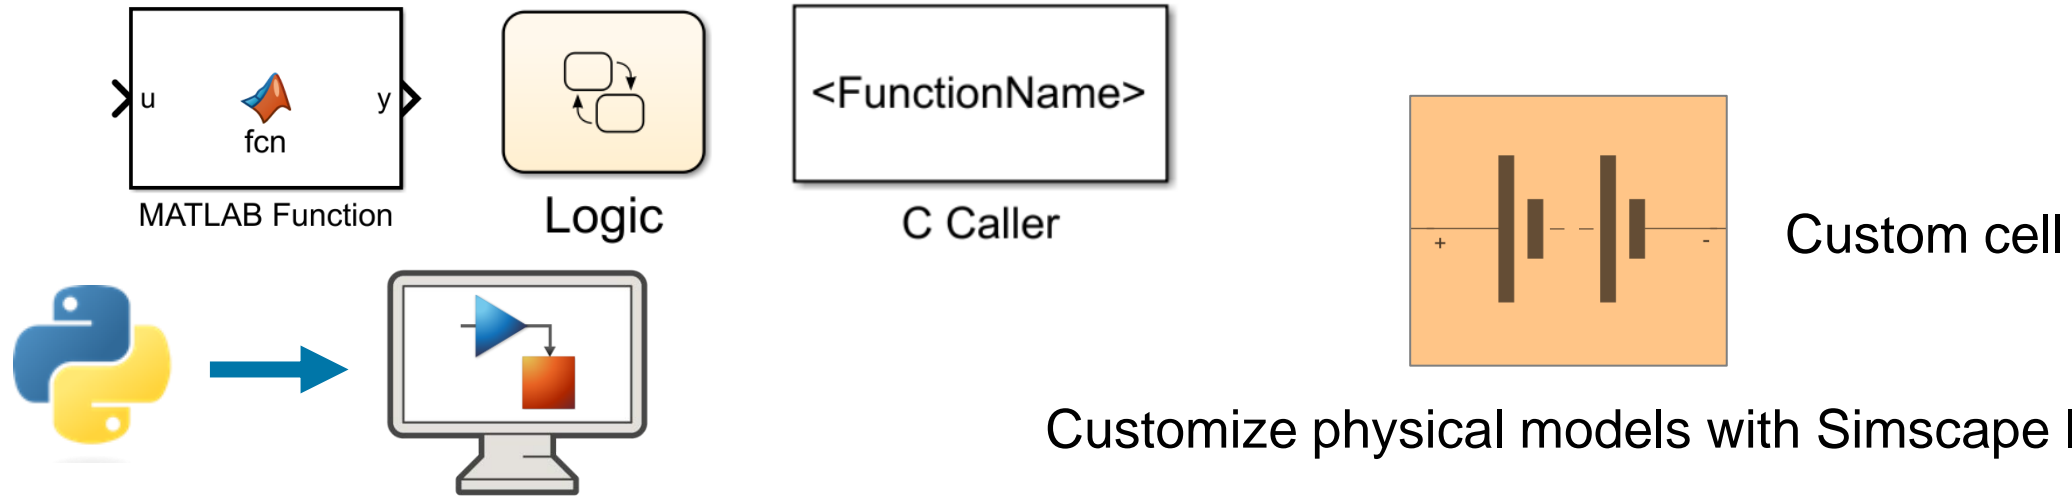 u
fcn
y
MATLAB Function
Logic
<FunctionName>
C Caller
+
-
Custom cell
Customize physical models with Simscape